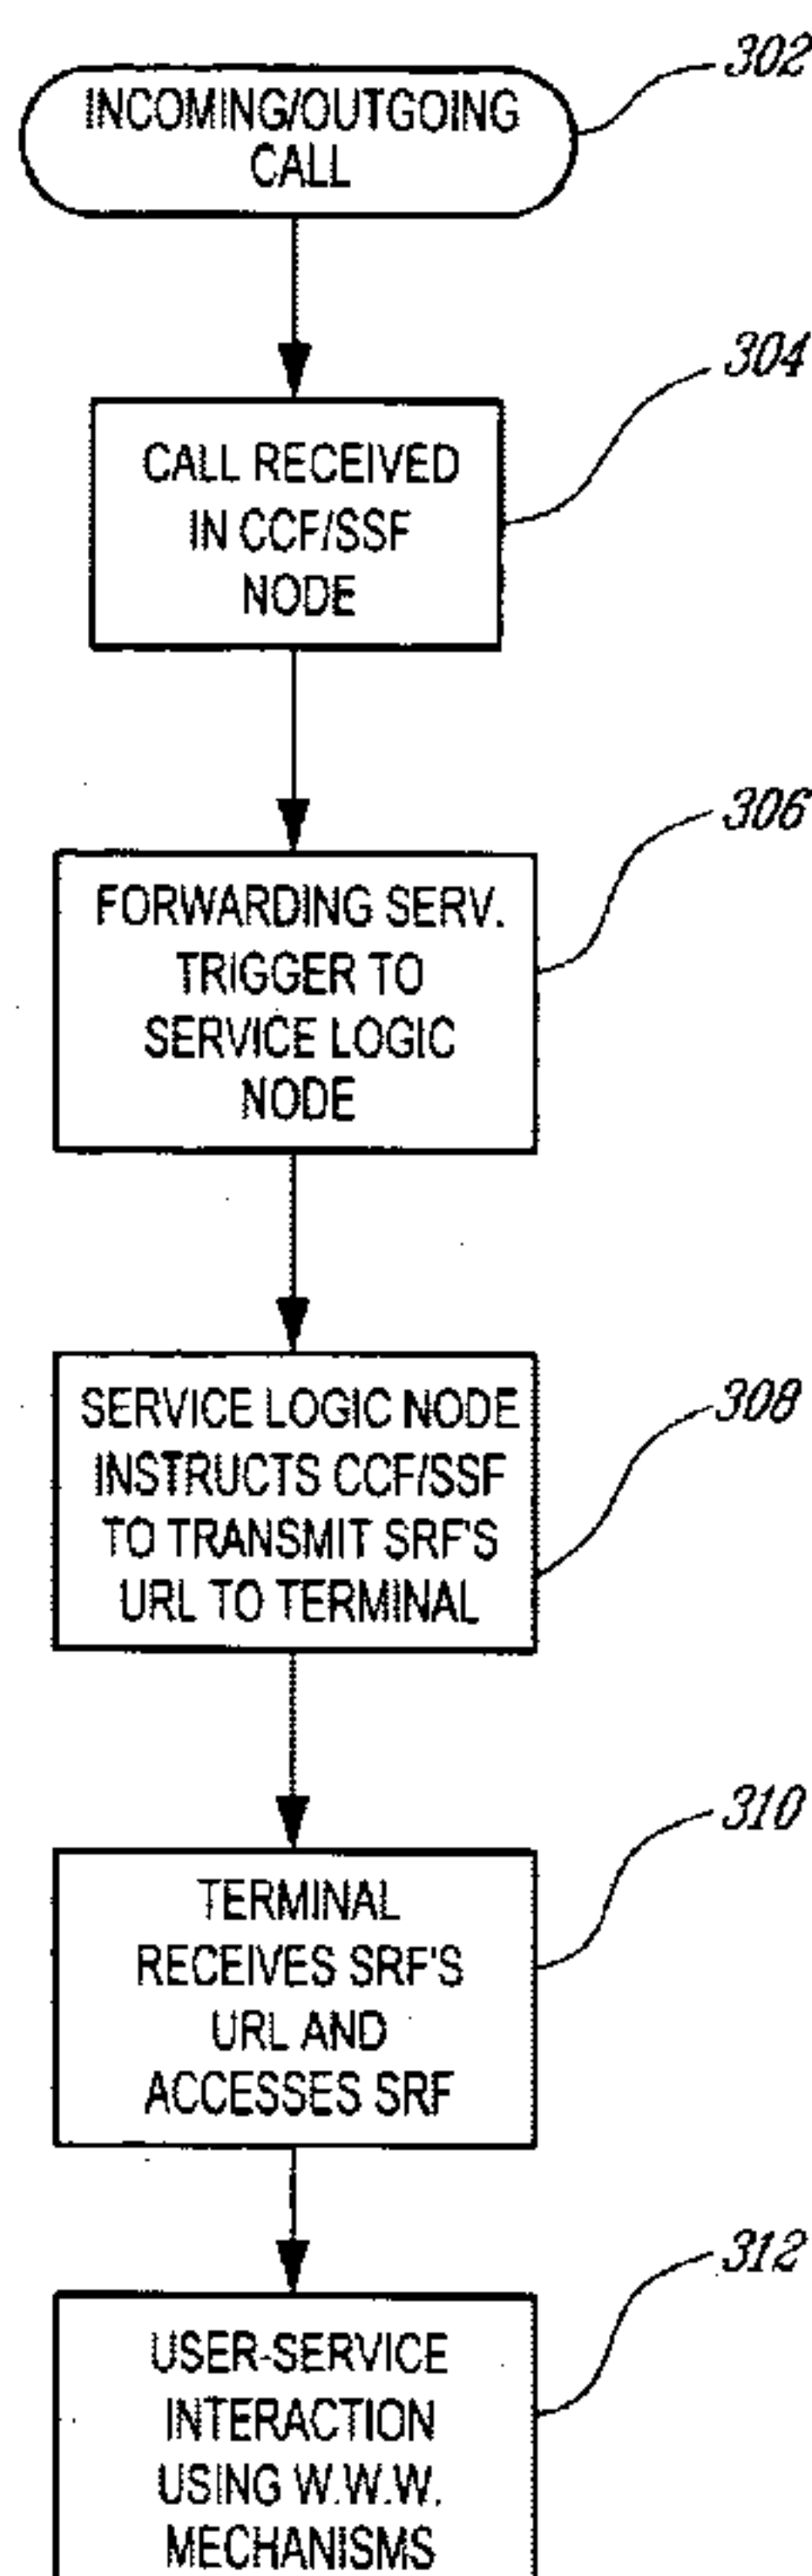 302
INCOMING/OUTGOING
CALL
304
CALL RECEIVED
IN CCF/SSF
NODE
306
FORWARDING SERV.
TRIGGER TO
SERVICE LOGIC
NODE
308
SERVICE LOGIC NODE
INSTRUCTS CCF/SSF
TO TRANSMIT SRF'S
URL TO TERMINAL
310
TERMINAL
RECEIVES SRF'S
URL AND
ACCESSES SRF
312
USER-SERVICE
INTERACTION
USING W.W.W.
MECHANISMS